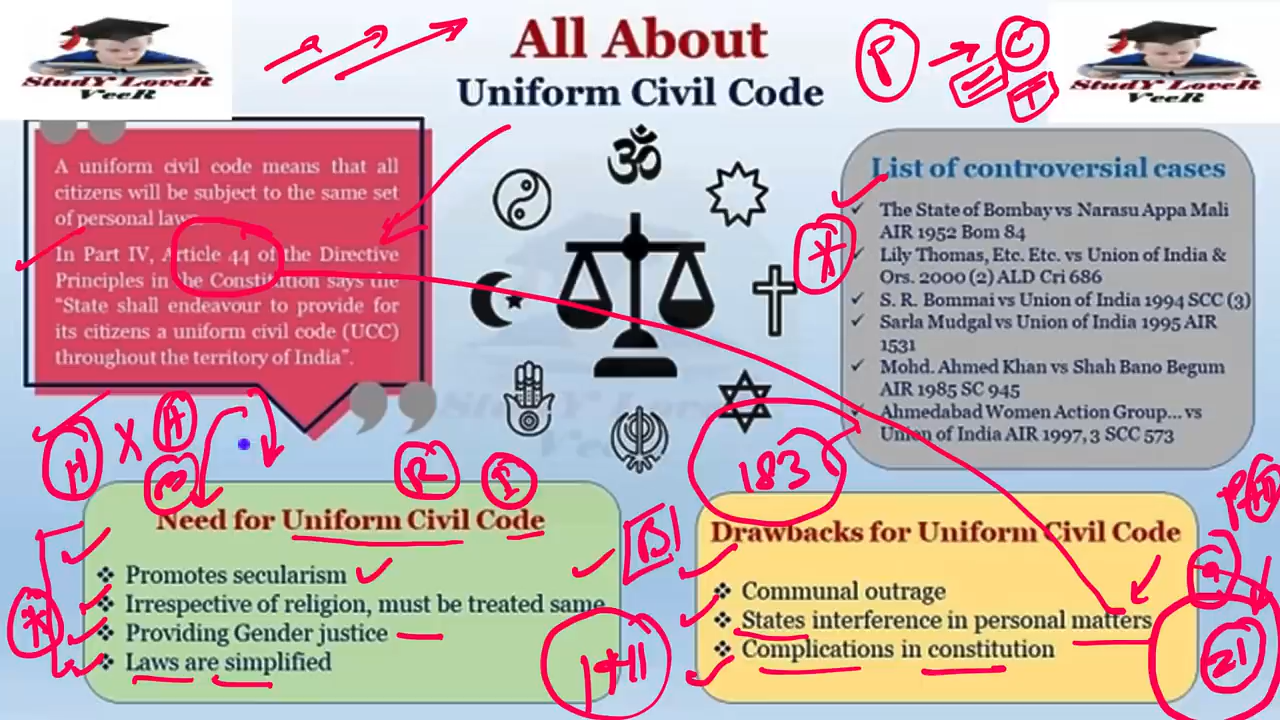 All About
Uniform Civil Code
StudY LoveR
VeeR
StudY LoveR
VeeR
P
C
T
A uniform civil code means that all
citizens will be subject to the same set
of personal laws.
In Part IV, Article 44 of the Directive
Principles in the Constitution says the
"State shall endeavour to provide for
its citizens a uniform civil code (UCC)
throughout the territory of India".
List of controversial cases
✓ The State of Bombay vs Narasu Appa Mali
AIR 1952 Bom 84
✓ Lily Thomas, Etc. Etc. vs Union of India &
Ors. 2000 (2) ALD Cri 686
✓ S. R. Bommai vs Union of India 1994 SCC (3)
✓ Sarla Mudgal vs Union of India 1995 AIR
1531
✓ Mohd. Ahmed Khan vs Shah Bano Begum
AIR 1985 SC 945
✓ Ahmedabad Women Action Group... vs
Union of India AIR 1997, 3 SCC 573
StudY LoveR
VeeR
H X A
M
R I
183
Need for Uniform Civil Code
❖ Promotes secularism
❖ Irrespective of religion, must be treated same
❖ Providing Gender justice
❖ Laws are simplified
B
1941
Drawbacks for Uniform Civil Code
❖ Communal outrage
❖ States interference in personal matters
❖ Complications in constitution
21